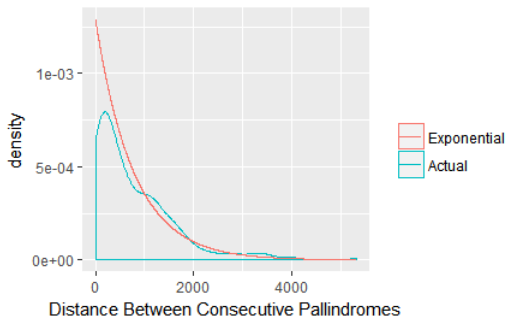 1e-03
5e-04
0e+00
density
0
2000
4000
Distance Between Consecutive Pallindromes
Exponential
Actual